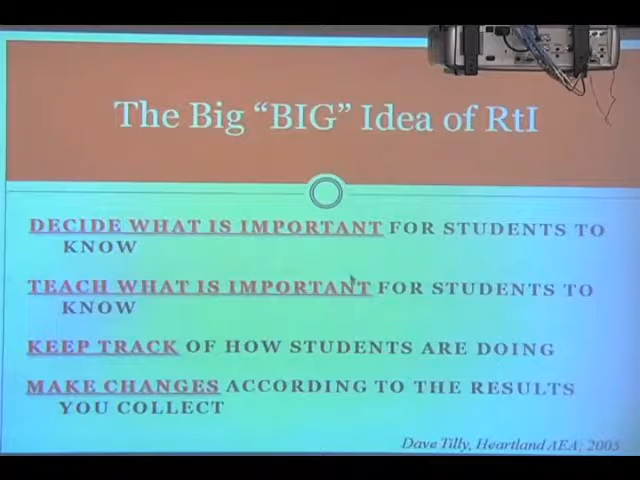 The Big “BIG” Idea of RtI
DECIDE WHAT IS IMPORTANT FOR STUDENTS TO
KNOW
TEACH WHAT IS IMPORTANT FOR STUDENTS TO
KNOW
KEEP TRACK OF HOW STUDENTS ARE DOING
MAKE CHANGES ACCORDING TO THE RESULTS
YOU COLLECT
Dave Tilly, Heartland AEA, 2005